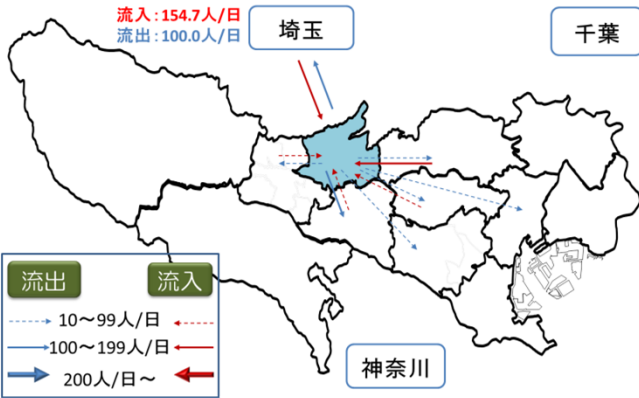 流入:154.7人/日
流出:100.0人/日
埼玉
千葉
流出 流入
10～99人/日
100～199人/日
200人/日～
神奈川